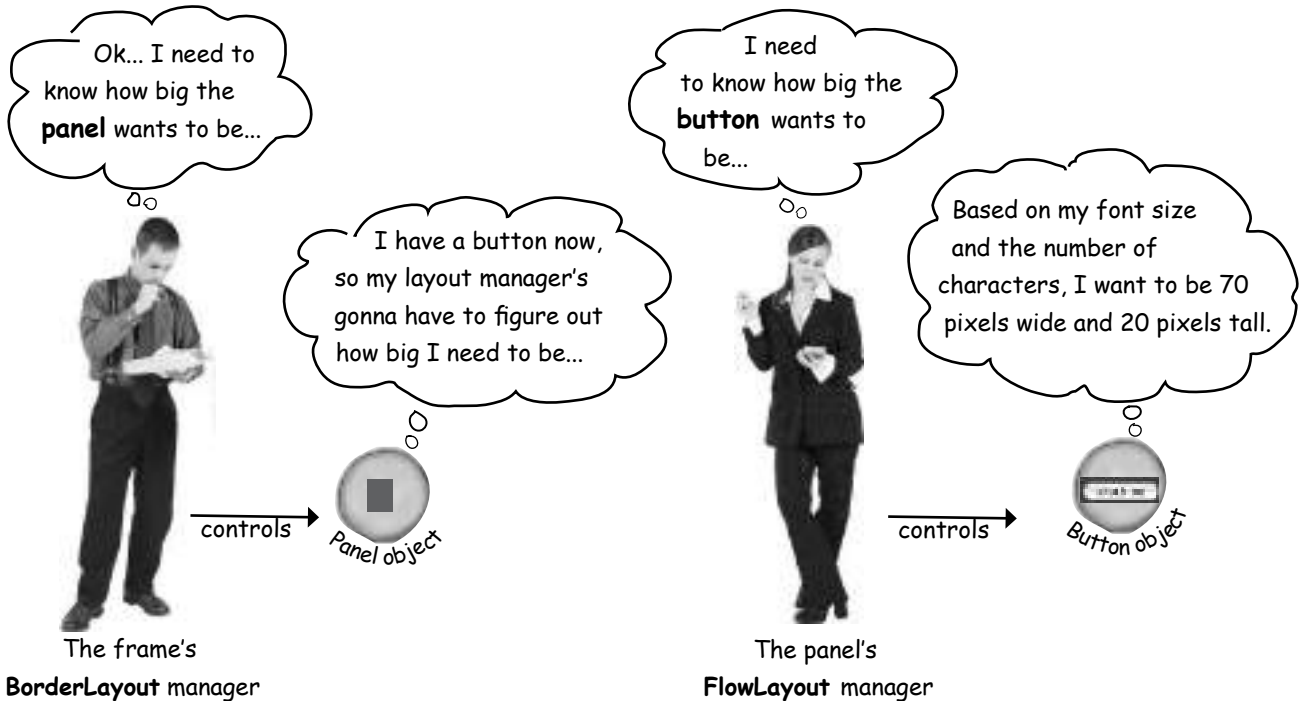 Ok... I need to
know how big the
panel wants to be...
I have a button now,
so my layout manager's
gonna have to figure out
how big I need to be...
controls
Panel object
The frame's
BorderLayout manager
I need
to know how big the
button wants to
be...
Based on my font size
and the number of
characters, I want to be 70
pixels wide and 20 pixels tall.
controls
Button object
The panel's
FlowLayout manager